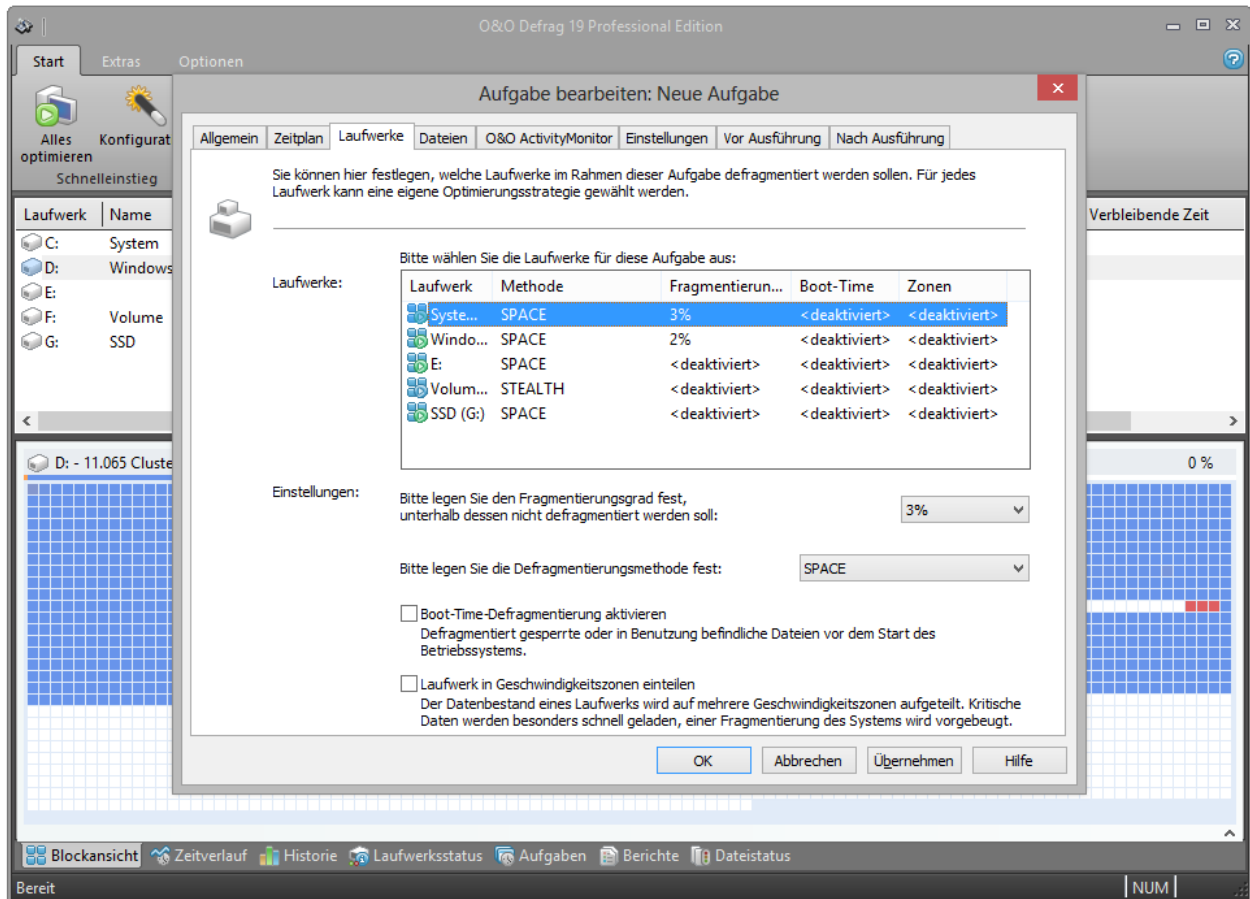 O&O Defrag 19 Professional Edition
Start Extras Optionen
Alles optimieren
Konfigurat
Schnelleinstieg
Laufwerk Name
Verbleibende Zeit
C: System
D: Windows
E:
F: Volume
G: SSD
D: - 11.065 Cluste
0 %
Aufgabe bearbeiten: Neue Aufgabe
Allgemein Zeitplan Laufwerke Dateien O&O ActivityMonitor Einstellungen Vor Ausführung Nach Ausführung
Sie können hier festlegen, welche Laufwerke im Rahmen dieser Aufgabe defragmentiert werden sollen. Für jedes
Laufwerk kann eine eigene Optimierungsstrategie gewählt werden.
Bitte wählen Sie die Laufwerke für diese Aufgabe aus:
Laufwerke:
Laufwerk Methode Fragmentierun... Boot-Time Zonen
Syste... SPACE 3% <deaktiviert> <deaktiviert>
Windo... SPACE 2% <deaktiviert> <deaktiviert>
E: SPACE <deaktiviert> <deaktiviert> <deaktiviert>
Volum... STEALTH <deaktiviert> <deaktiviert> <deaktiviert>
SSD (G:) SPACE <deaktiviert> <deaktiviert> <deaktiviert>
Einstellungen:
Bitte legen Sie den Fragmentierungsgrad fest,
unterhalb dessen nicht defragmentiert werden soll:
3%
Bitte legen Sie die Defragmentierungsmethode fest:
SPACE
Boot-Time-Defragmentierung aktivieren
Defragmentiert gesperrte oder in Benutzung befindliche Dateien vor dem Start des
Betriebssystems.
Laufwerk in Geschwindigkeitszonen einteilen
Der Datenbestand eines Laufwerks wird auf mehrere Geschwindigkeitszonen aufgeteilt. Kritische
Daten werden besonders schnell geladen, einer Fragmentierung des Systems wird vorgebeugt.
OK Abbrechen Übernehmen Hilfe
Blockansicht Zeitverlauf Historie Laufwerksstatus Aufgaben Berichte Dateistatus
Bereit
NUM